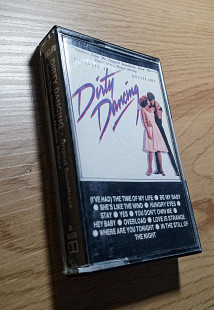 Dirty Dancing
(I'VE HAD) THE TIME OF MY LIFE ● BE MY BABY
● SHE'S LIKE THE WIND ● HUNGRY EYES ●
STAY ● YES ● YOU DON'T OWN ME ●
HEY BABY ● OVERLOAD ● LOVE IS STRANGE
● WHERE ARE YOU TONIGHT ● IN THE STILL OF
THE NIGHT
DIRTY DANCING